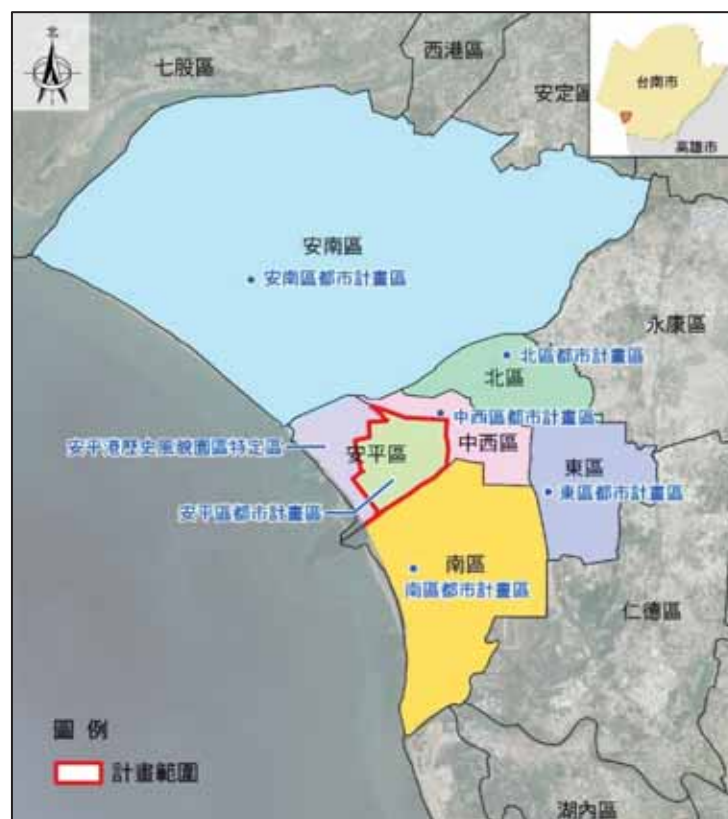 北
七股區
西港區
安定區
台南市
高雄市
安南區
安南區都市計畫區
永康區
北區都市計畫區
北區
中西區都市計畫區
安平港歷史風貌園區特定區
安平區
中西區
東區
安平區都市計畫區
東區都市計畫區
南區
南區都市計畫區
仁德區
圖 例
計畫範圍
湖內區